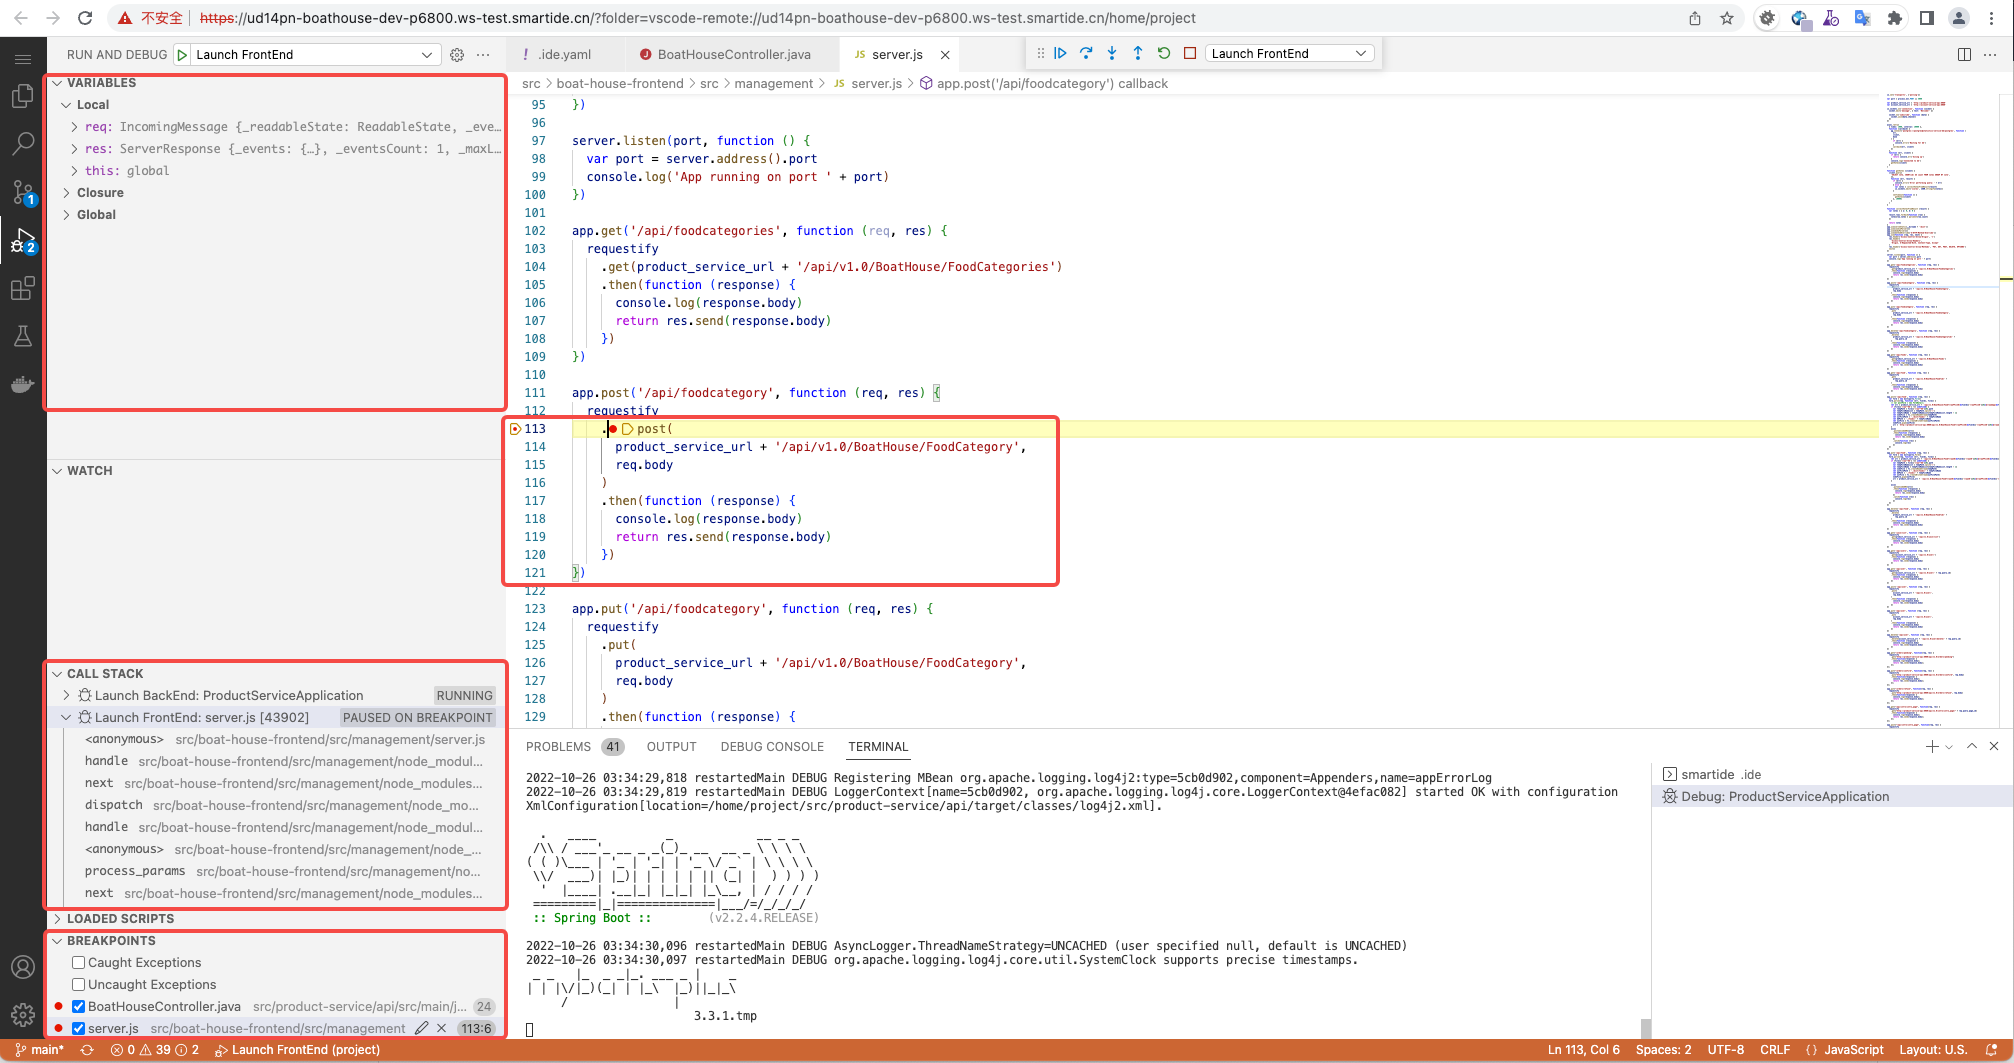 不安全 https://ud14pn-boathouse-dev-p6800.ws-test.smartide.cn/?folder=vscode-remote://ud14pn-boathouse-dev-p6800.ws-test.smartide.cn/home/project
RUN AND DEBUG Launch FrontEnd
! .ide.yaml
BoatHouseController.java
JS server.js
Launch FrontEnd
src > boat-house-frontend > src > management > JS server.js > app.post('/api/foodcategory') callback
VARIABLES
Local
req: IncomingMessage {_readableState: ReadableState, _eve…
res: ServerResponse {_events: {…}, _eventsCount: 1, _maxL…
this: global
Closure
Global
WATCH
CALL STACK
Launch BackEnd: ProductServiceApplication RUNNING
Launch FrontEnd: server.js [43902] PAUSED ON BREAKPOINT
<anonymous> src/boat-house-frontend/src/management/server.js
handle src/boat-house-frontend/src/management/node_modul...
next src/boat-house-frontend/src/management/node_modules...
dispatch src/boat-house-frontend/src/management/node_mo...
handle src/boat-house-frontend/src/management/node_modul...
<anonymous> src/boat-house-frontend/src/management/node_...
process_params src/boat-house-frontend/src/management/no...
next src/boat-house-frontend/src/management/node_modules...
LOADED SCRIPTS
BREAKPOINTS
Caught Exceptions
Uncaught Exceptions
BoatHouseController.java src/product-service/api/src/main/j... 24
server.js src/boat-house-frontend/src/management 113:6
1
2
95 })
96
97 server.listen(port, function () {
98 var port = server.address().port
99 console.log('App running on port ' + port)
100 })
101
102 app.get('/api/foodcategories', function (req, res) {
103 requestify
104 .get(product_service_url + '/api/v1.0/BoatHouse/FoodCategories')
105 .then(function (response) {
106 console.log(response.body)
107 return res.send(response.body)
108 })
109 })
110
111 app.post('/api/foodcategory', function (req, res) {
112 requestify
113 .post(
114 product_service_url + '/api/v1.0/BoatHouse/FoodCategory',
115 req.body
116 )
117 .then(function (response) {
118 console.log(response.body)
119 return res.send(response.body)
120 })
121 })
122
123 app.put('/api/foodcategory', function (req, res) {
124 requestify
125 .put(
126 product_service_url + '/api/v1.0/BoatHouse/FoodCategory',
127 req.body
128 )
129 .then(function (response) {
PROBLEMS 41 OUTPUT DEBUG CONSOLE TERMINAL
2022-10-26 03:34:29,818 restartedMain DEBUG Registering MBean org.apache.logging.log4j2:type=5cb0d902,component=Appenders,name=appErrorLog
2022-10-26 03:34:29,819 restartedMain DEBUG LoggerContext[name=5cb0d902, org.apache.logging.log4j.core.LoggerContext@4efac082] started OK with configuration
XmlConfiguration[location=/home/project/src/product-service/api/target/classes/log4j2.xml].
:: Spring Boot :: (v2.2.4.RELEASE)
2022-10-26 03:34:30,096 restartedMain DEBUG AsyncLogger.ThreadNameStrategy=UNCACHED (user specified null, default is UNCACHED)
2022-10-26 03:34:30,097 restartedMain DEBUG org.apache.logging.log4j.core.util.SystemClock supports precise timestamps.
3.3.1.tmp
smartide .ide
Debug: ProductServiceApplication
main* 0 39 2 Launch FrontEnd (project)
Ln 113, Col 6 Spaces: 2 UTF-8 CRLF {} JavaScript Layout: U.S.